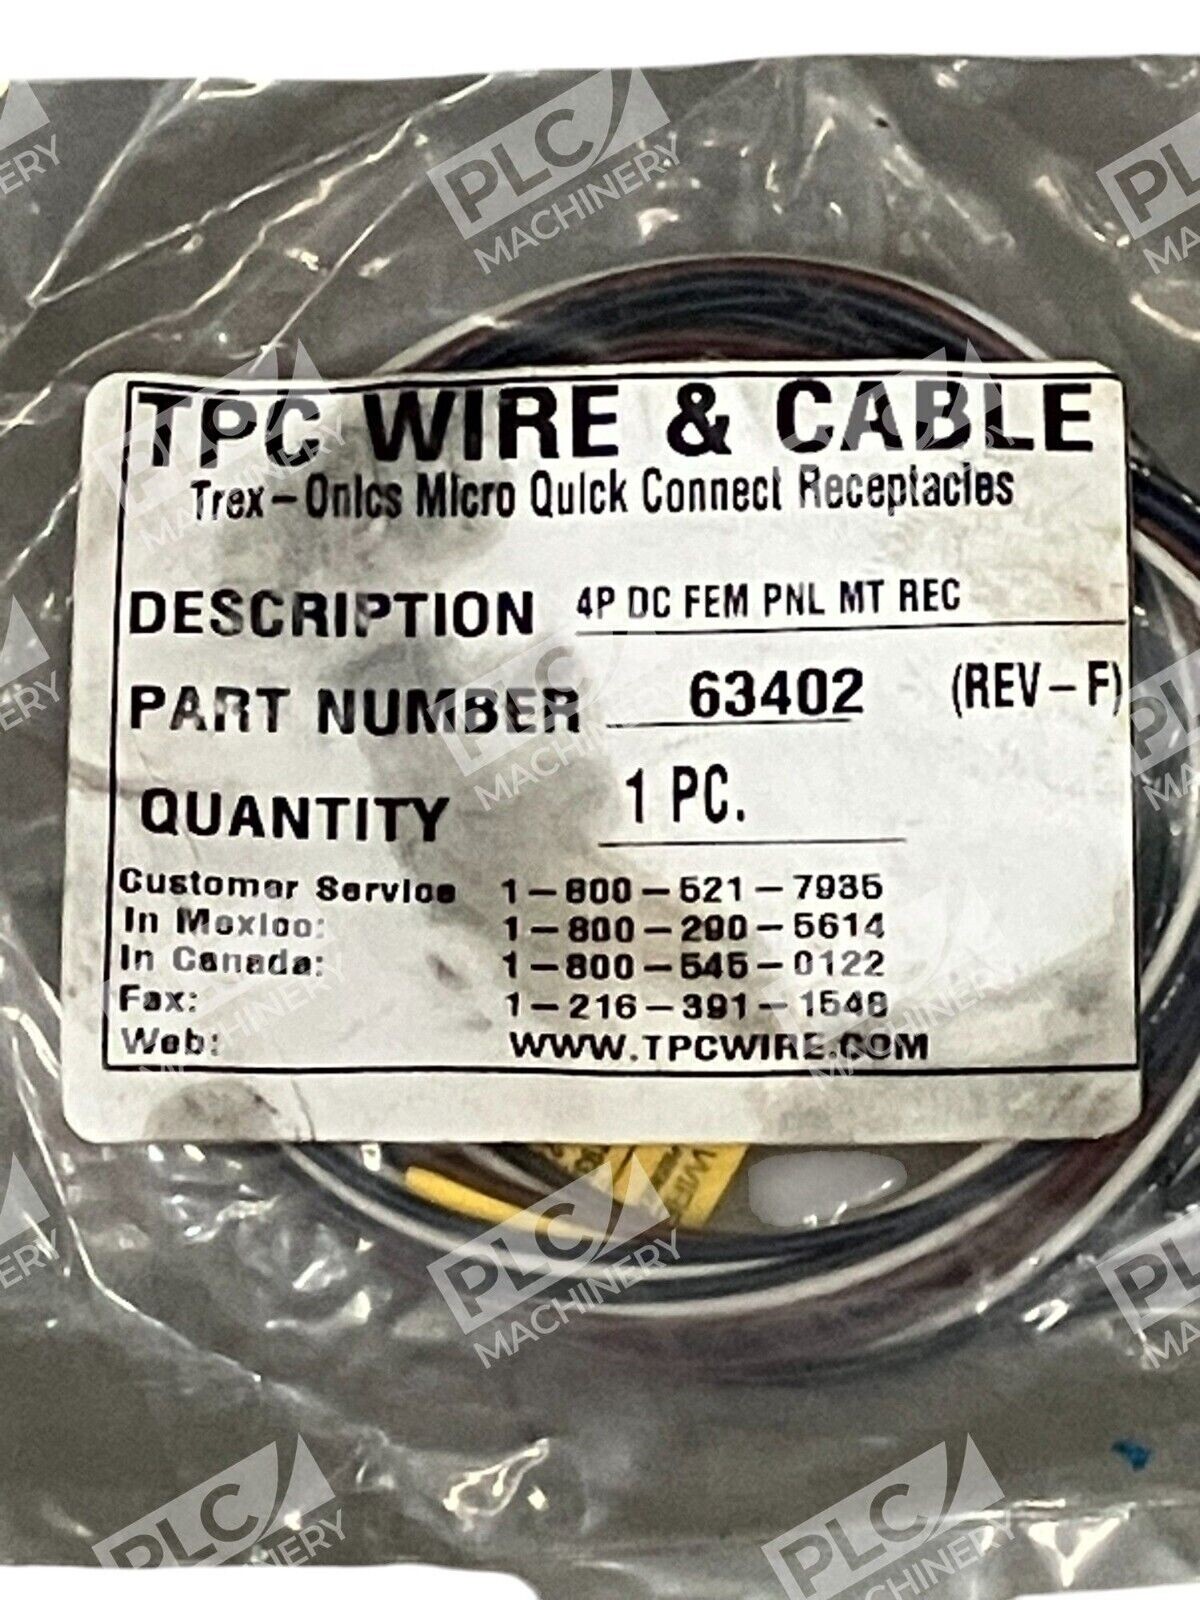 TPC WIRE & CABLE
Trex-Onics Micro Quick Connect Receptacles
DESCRIPTION 4P DC FEM PNL MT REC
PART NUMBER 63402 (REV-F)
QUANTITY 1 PC.
Customer Service 1-800-521-7935
In Mexico: 1-800-290-5614
In Canada: 1-800-545-0122
Fax: 1-216-391-1548
Web: WWW.TPCWIRE.COM
PLC MACHINERY